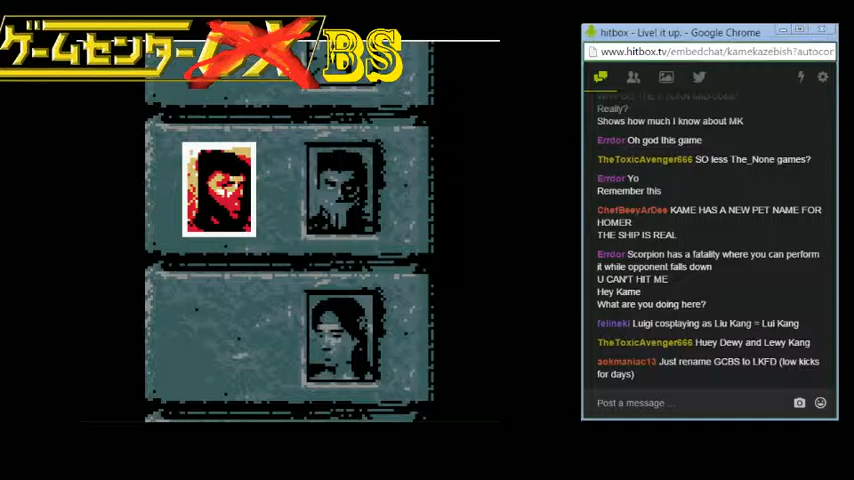 ゲームセンターDX BS
hitbox - Live! it up. - Google Chrome
www.hitbox.tv/embedchat/kamekazebish?autocor
Really?
Shows how much I know about MK
Errdor Oh god this game
TheToxicAvenger666 SO less The_None games?
Errdor Yo
Remember this
ChefBeeyArDee KAME HAS A NEW PET NAME FOR
HOMER
THE SHIP IS REAL
Errdor Scorpion has a fatality where you can perform
it while opponent falls down
U CAN'T HIT ME
Hey Kame
What are you doing here?
felineki Luigi cosplaying as Liu Kang = Lui Kang
TheToxicAvenger666 Huey Dewy and Lewy Kang
aokmaniac13 Just rename GCBS to LKFD (low kicks
for days)
Post a message ...